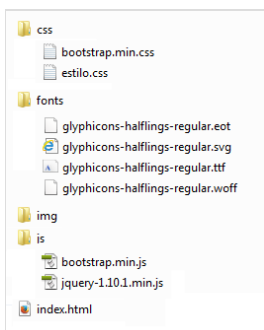 css
bootstrap.min.css
estilo.css
fonts
glyphicons-halflings-regular.eot
glyphicons-halflings-regular.svg
glyphicons-halflings-regular.ttf
glyphicons-halflings-regular.woff
img
is
bootstrap.min.js
jquery-1.10.1.min.js
index.html